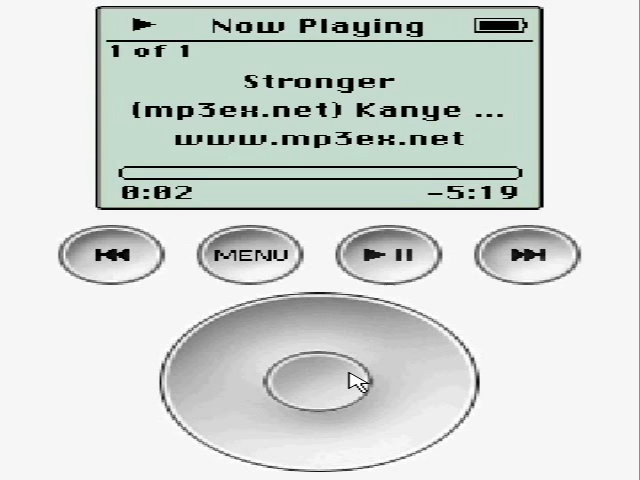 Now Playing
1 of 1
Stronger
(mp3ex.net) Kanye ...
www.mp3ex.net
0:02 -5:19
MENU